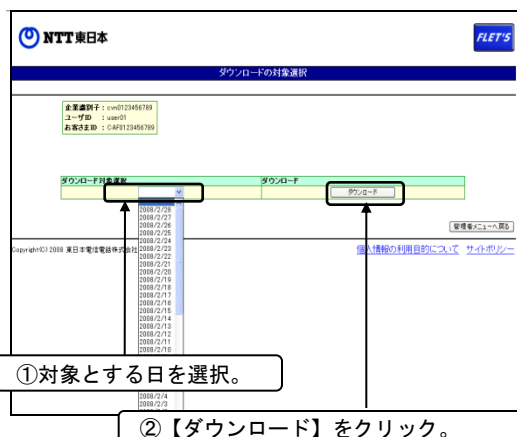 NTT東日本
FLET'S
ダウンロードの対象選択
企業識別子：cvn0123456789
ユーザID ：user01
お客さまID ：CAF0123456789
ダウンロード対象選択 ダウンロード
ダウンロード
2008/2/28
2008/2/27
2008/2/26
2008/2/25
2008/2/24
2008/2/23
2008/2/22
2008/2/21
2008/2/20
2008/2/19
2008/2/18
2008/2/17
2008/2/16
2008/2/15
2008/2/14
2008/2/13
2008/2/12
2008/2/11
2008/2/10
管理者メニューへ戻る
Copyright(C) 2008 東日本電信電話株式会社
個人情報の利用目的について サイトポリシー
①対象とする日を選択。
2008/2/4
2008/2/3
②【ダウンロード】をクリック。